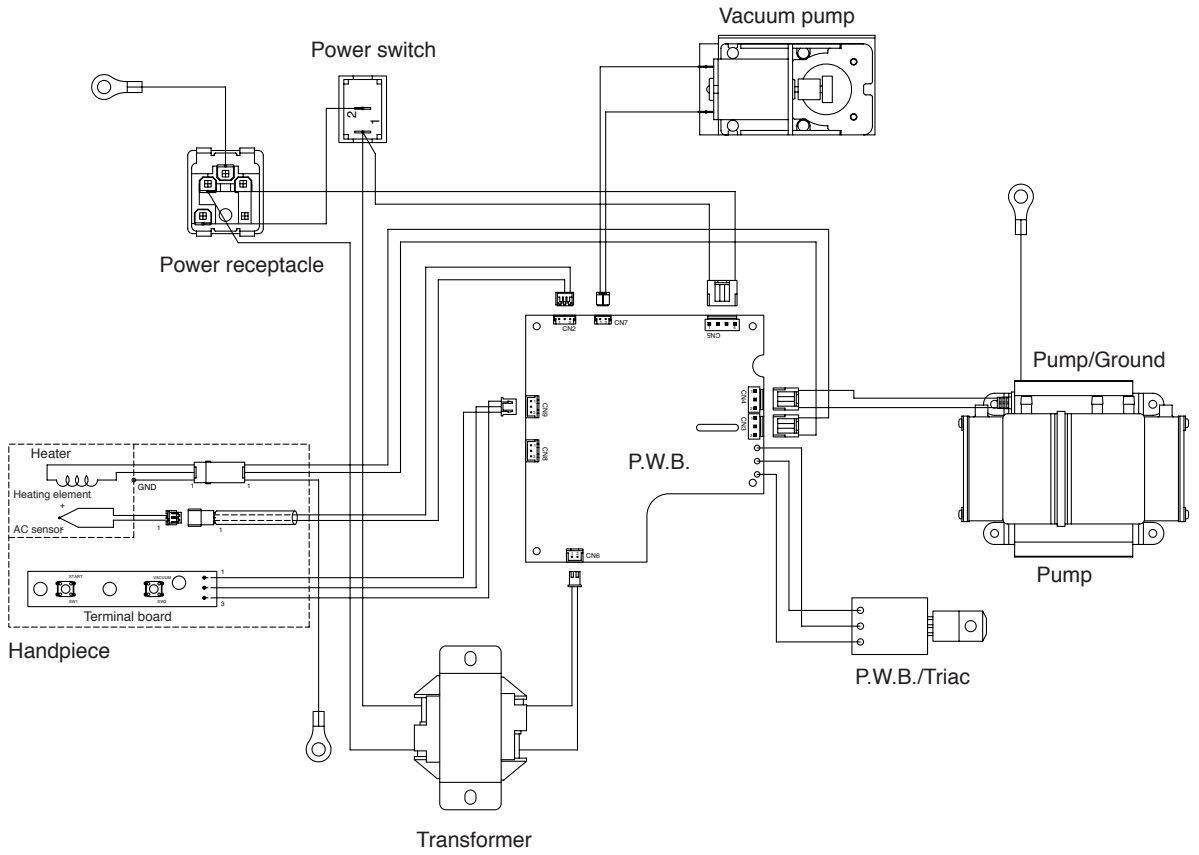 Vacuum pump
Power switch
2
1
Power receptacle
CN2
CN7
CN5
Pump/Ground
CN4
CN3
CN9
CN8
P.W.B.
Heater
Heating element
GND
1
1
+
AC sensor
-
1
1
START
SW1
VACUUM
SW2
1
3
Terminal board
Handpiece
CN6
Pump
P.W.B./Triac
Transformer